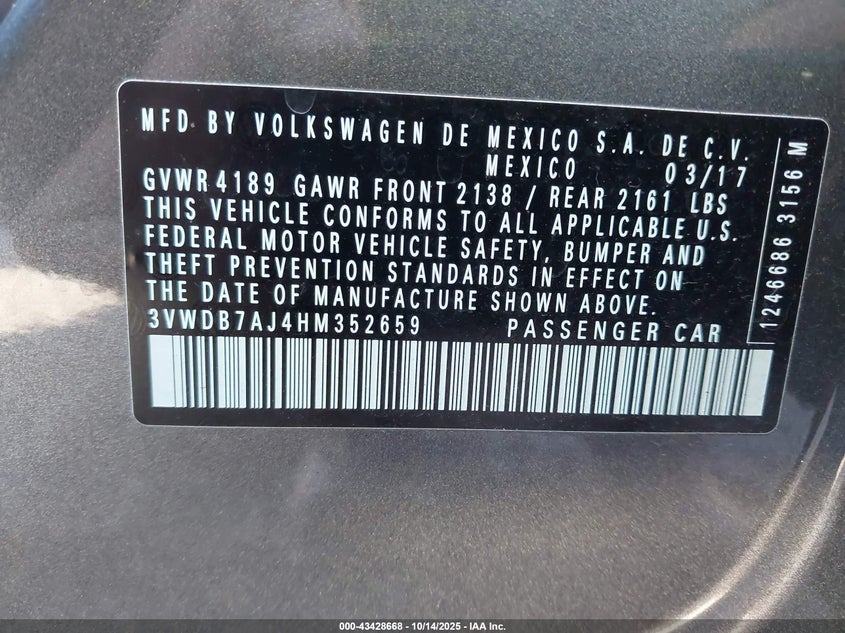 MFD BY VOLKSWAGEN DE MEXICO S.A. DE C.V.
MEXICO 03/17
GVWR 4189 GAWR FRONT 2138 / REAR 2161 LBS
THIS VEHICLE CONFORMS TO ALL APPLICABLE U.S.
FEDERAL MOTOR VEHICLE SAFETY, BUMPER AND
THEFT PREVENTION STANDARDS IN EFFECT ON
THE DATE OF MANUFACTURE SHOWN ABOVE.
3VWDB7AJ4HM352659 PASSENGER CAR
1246686 3156 M
000-43428668 - 10/14/2025 - IAA Inc.